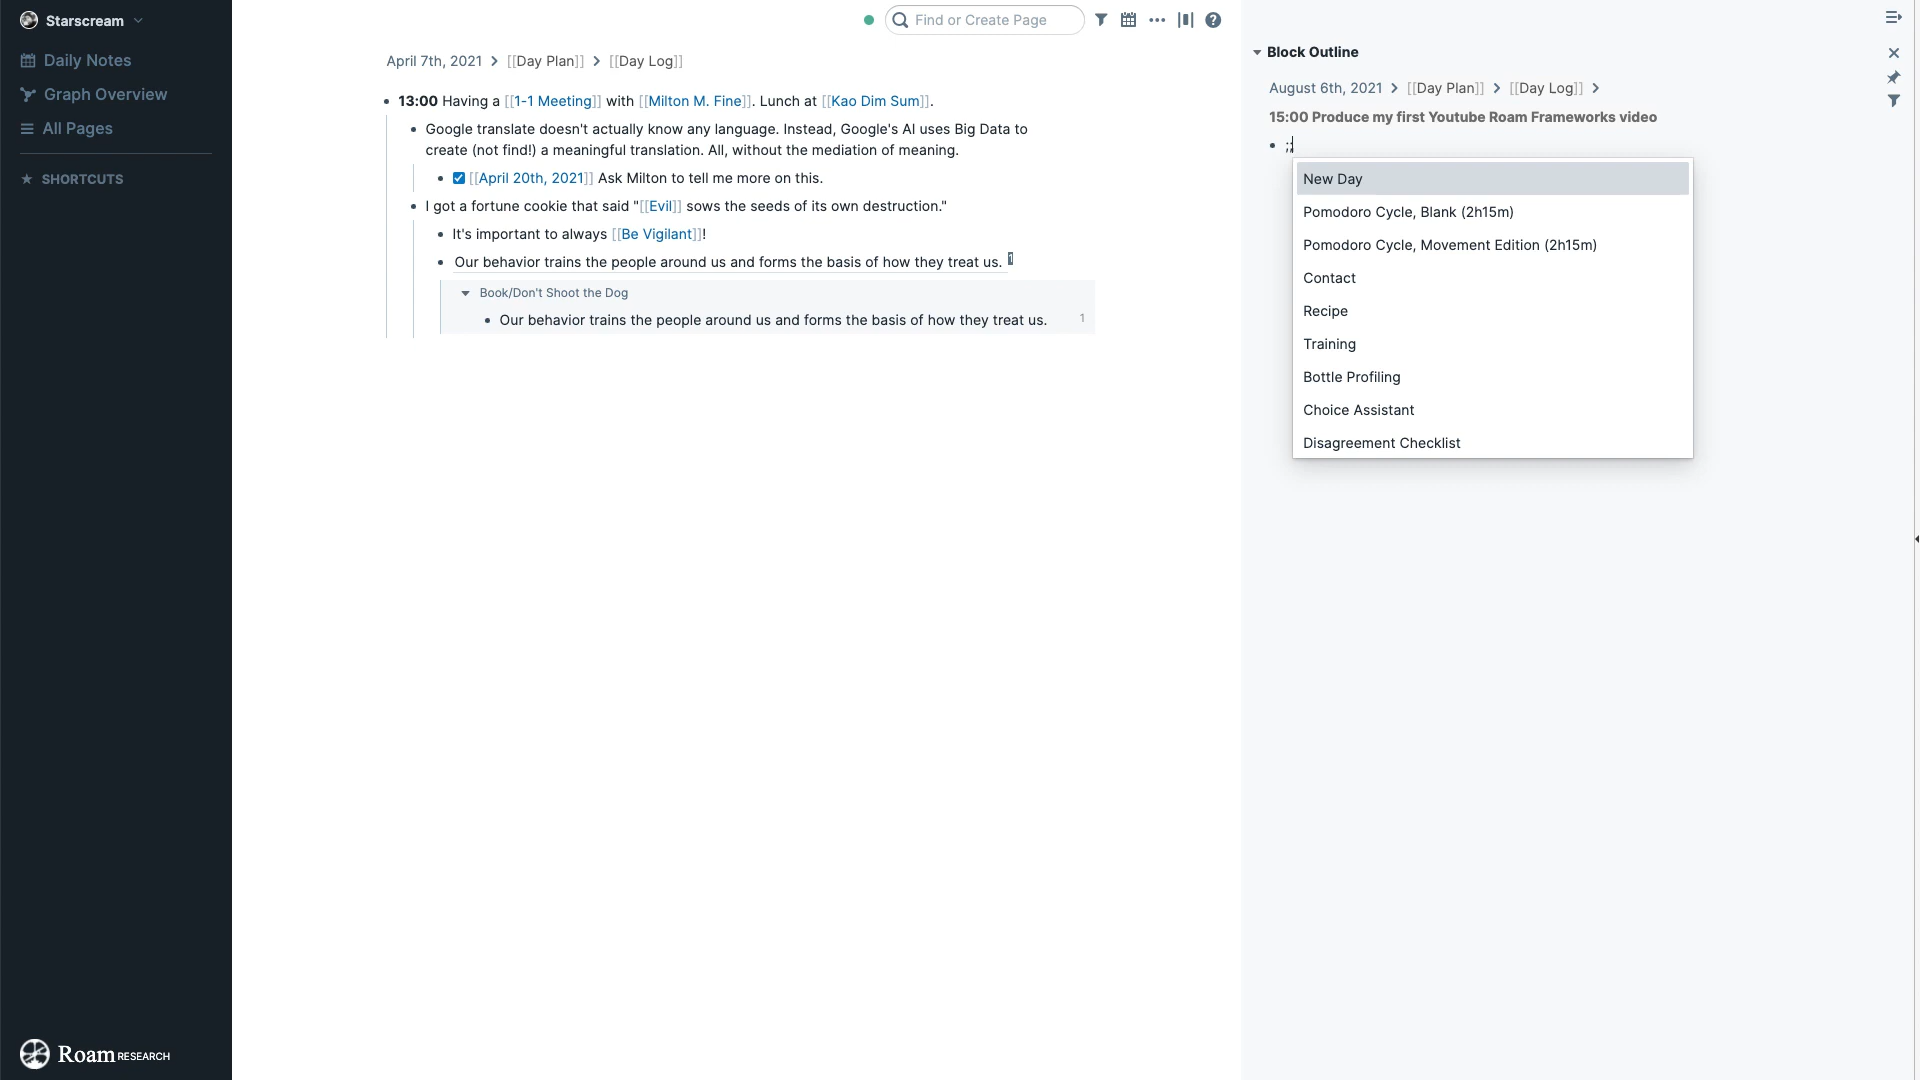 Starscream
Daily Notes
Graph Overview
All Pages
SHORTCUTS
Roam RESEARCH
Find or Create Page
April 7th, 2021 > [[Day Plan]] > [[Day Log]]
13:00 Having a [[1-1 Meeting]] with [[Milton M. Fine]]. Lunch at [[Kao Dim Sum]].
Google translate doesn't actually know any language. Instead, Google's AI uses Big Data to
create (not find!) a meaningful translation. All, without the mediation of meaning.
[[April 20th, 2021]] Ask Milton to tell me more on this.
I got a fortune cookie that said "[[Evil]] sows the seeds of its own destruction."
It's important to always [[Be Vigilant]]!
Our behavior trains the people around us and forms the basis of how they treat us. 1
Book/Don't Shoot the Dog
Our behavior trains the people around us and forms the basis of how they treat us. 1
Block Outline
August 6th, 2021 > [[Day Plan]] > [[Day Log]] >
15:00 Produce my first Youtube Roam Frameworks video
;;
New Day
Pomodoro Cycle, Blank (2h15m)
Pomodoro Cycle, Movement Edition (2h15m)
Contact
Recipe
Training
Bottle Profiling
Choice Assistant
Disagreement Checklist